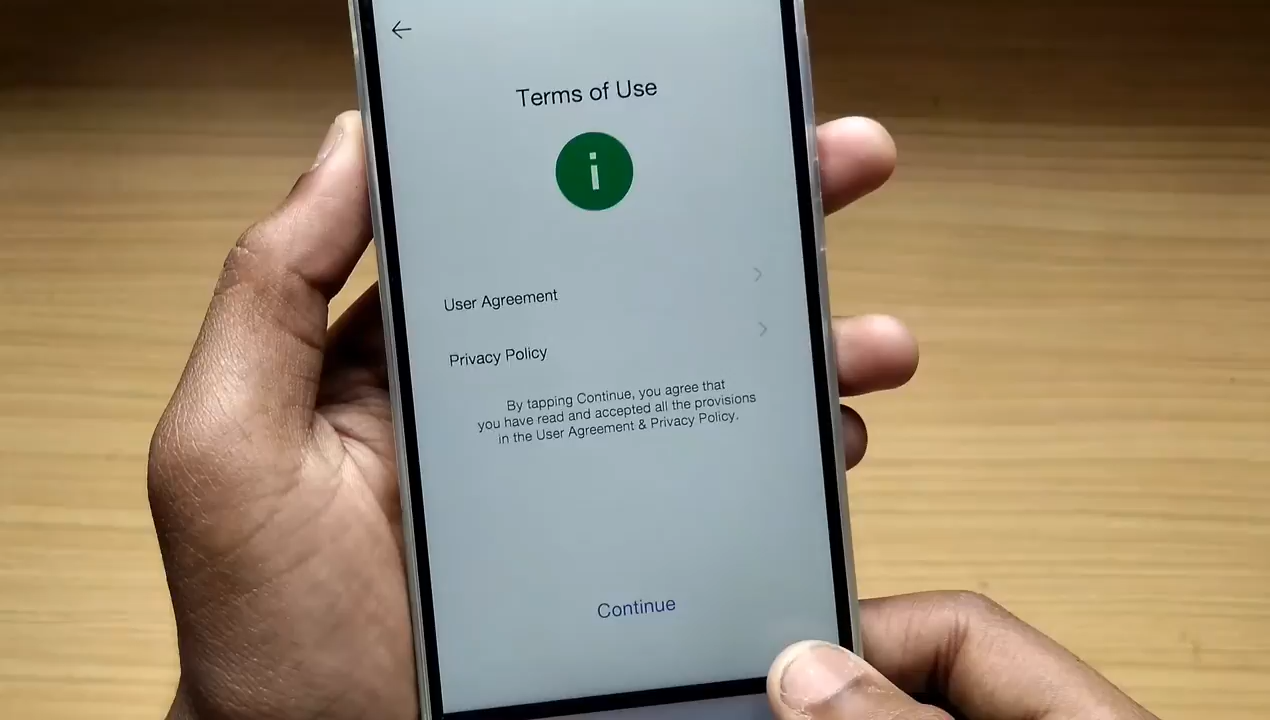 Terms of Use
i
User Agreement
Privacy Policy
By tapping Continue, you agree that
you have read and accepted all the provisions
in the User Agreement & Privacy Policy.
Continue